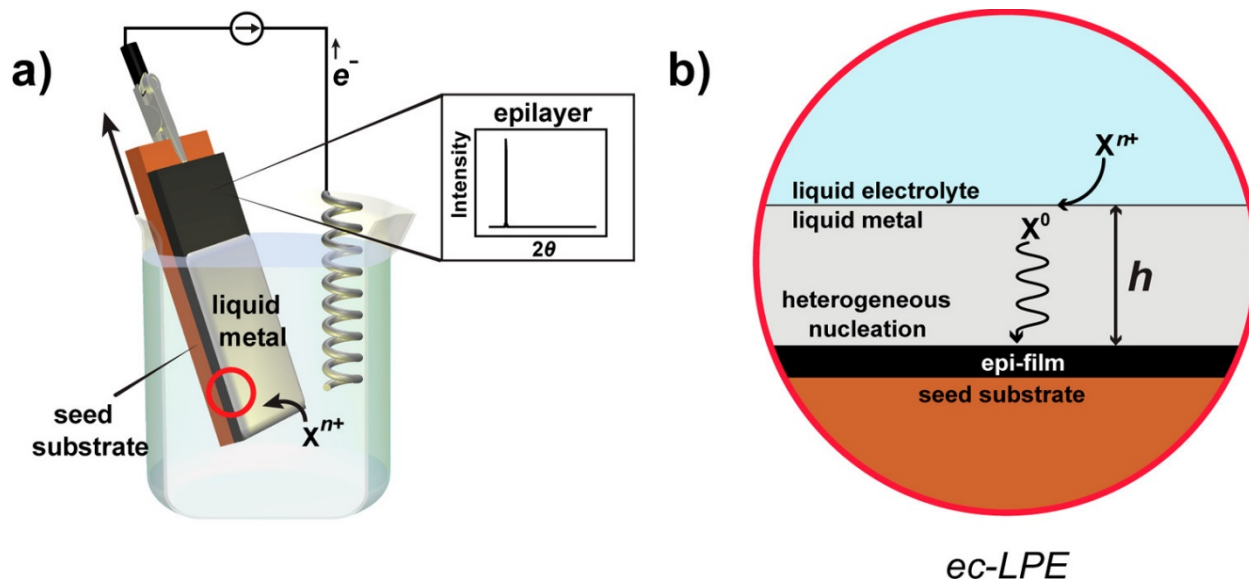 a)
e⁻
epilayer
Intensity
2θ
liquid
metal
seed
substrate
Xⁿ⁺
b)
Xⁿ⁺
liquid electrolyte
liquid metal
X⁰
h
heterogeneous
nucleation
epi-film
seed substrate
ec-LPE